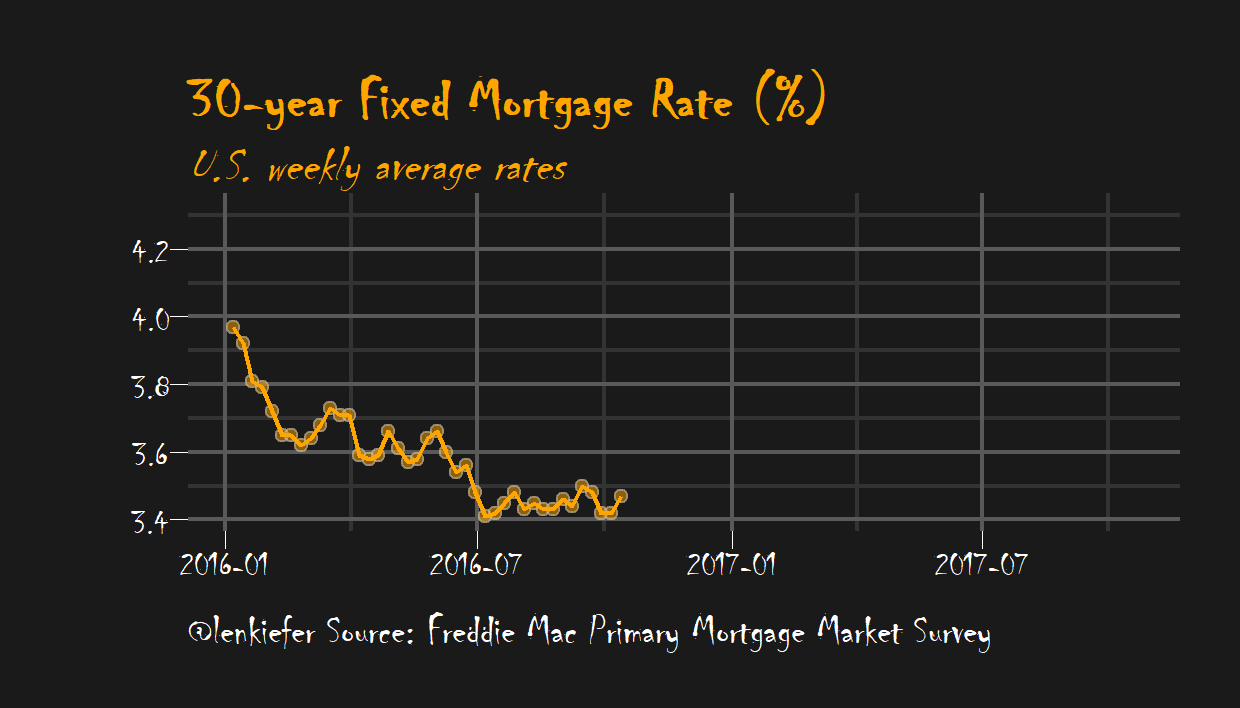 30-year Fixed Mortgage Rate (%)
U.S. weekly average rates
4.2
4.0
3.8
3.6
3.4
2016-01 2016-07 2017-01 2017-07
@lenkiefer Source: Freddie Mac Primary Mortgage Market Survey